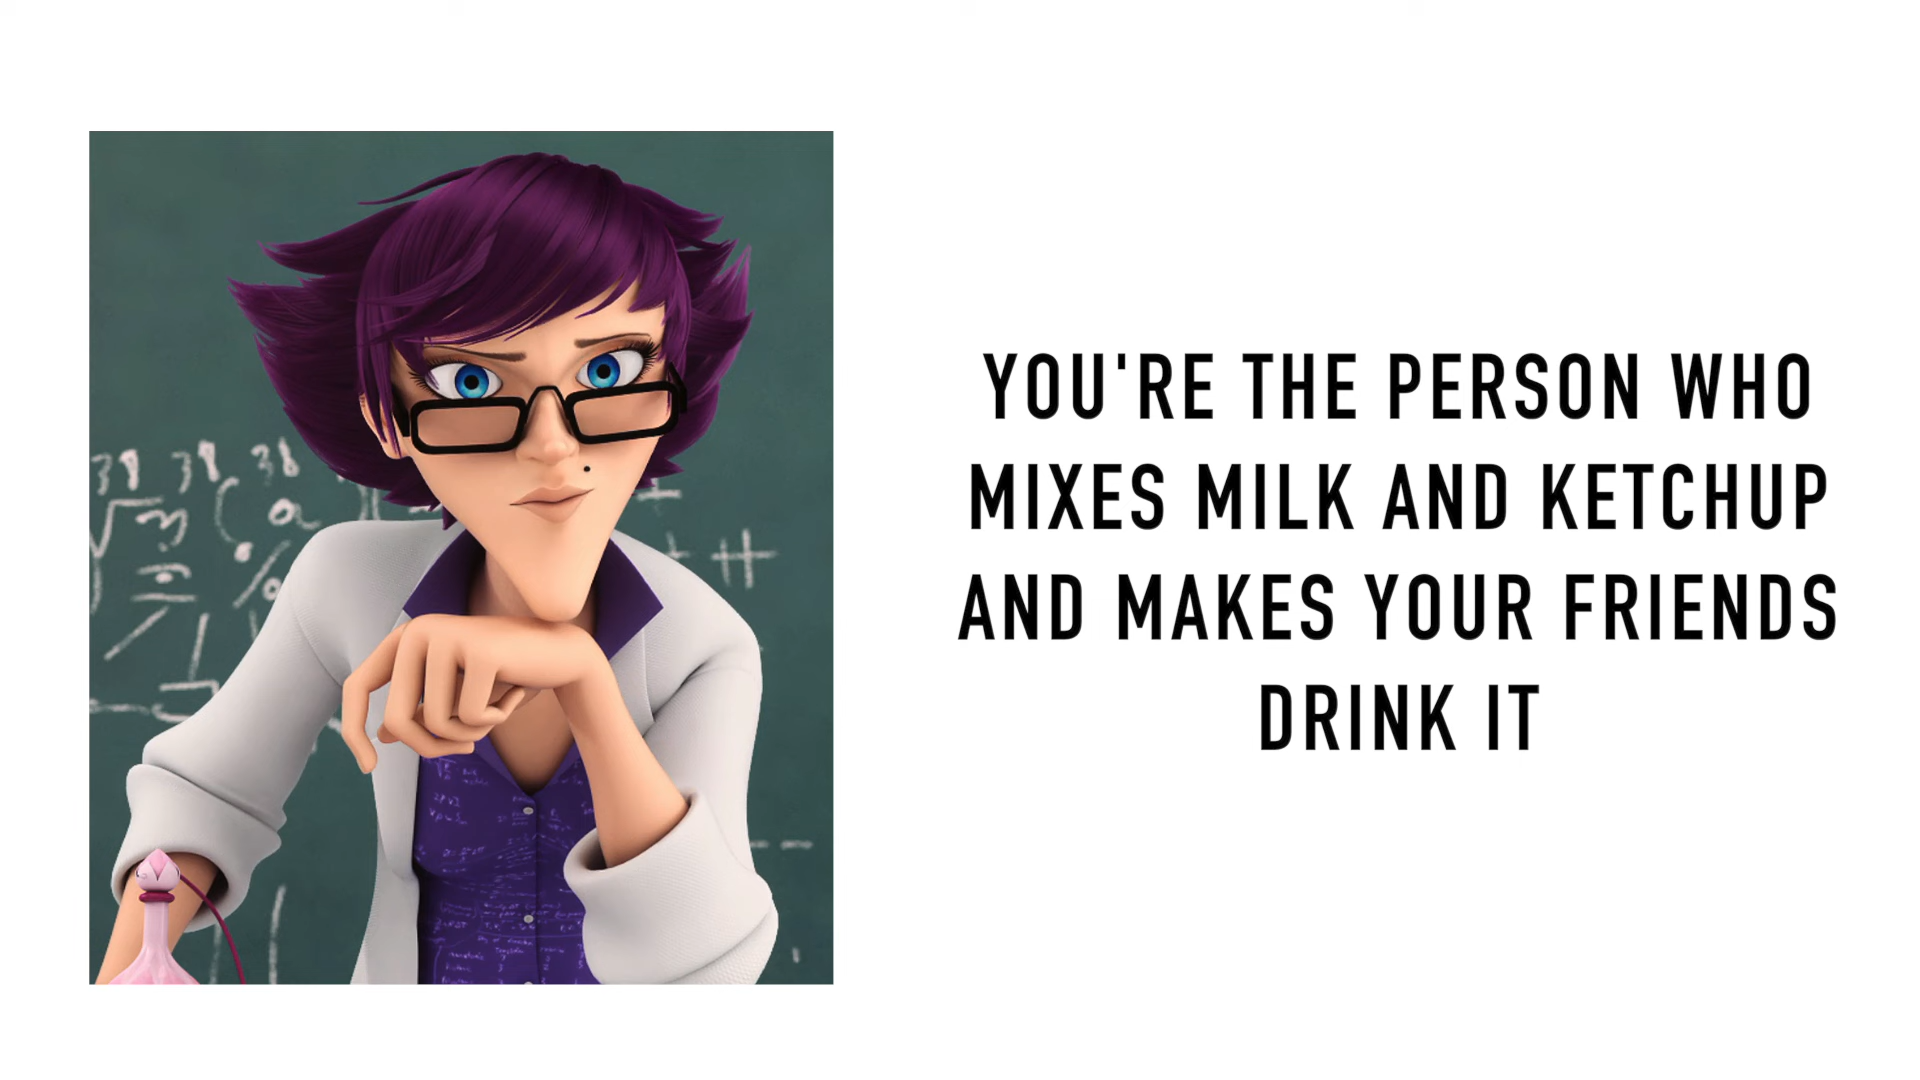 YOU'RE THE PERSON WHO
MIXES MILK AND KETCHUP
AND MAKES YOUR FRIENDS
DRINK IT